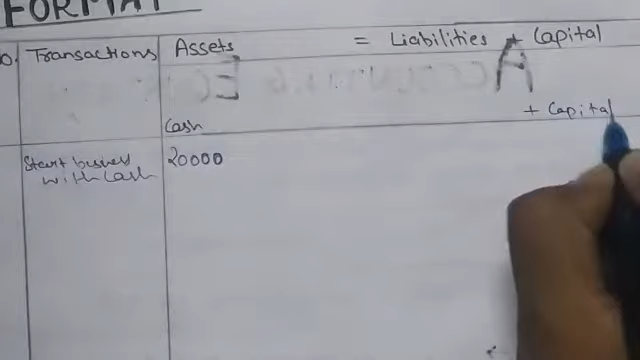 FORMAT
o. Transactions Assets = Liabilities + Capital
Cash + Capital
Start business 20000
with cash